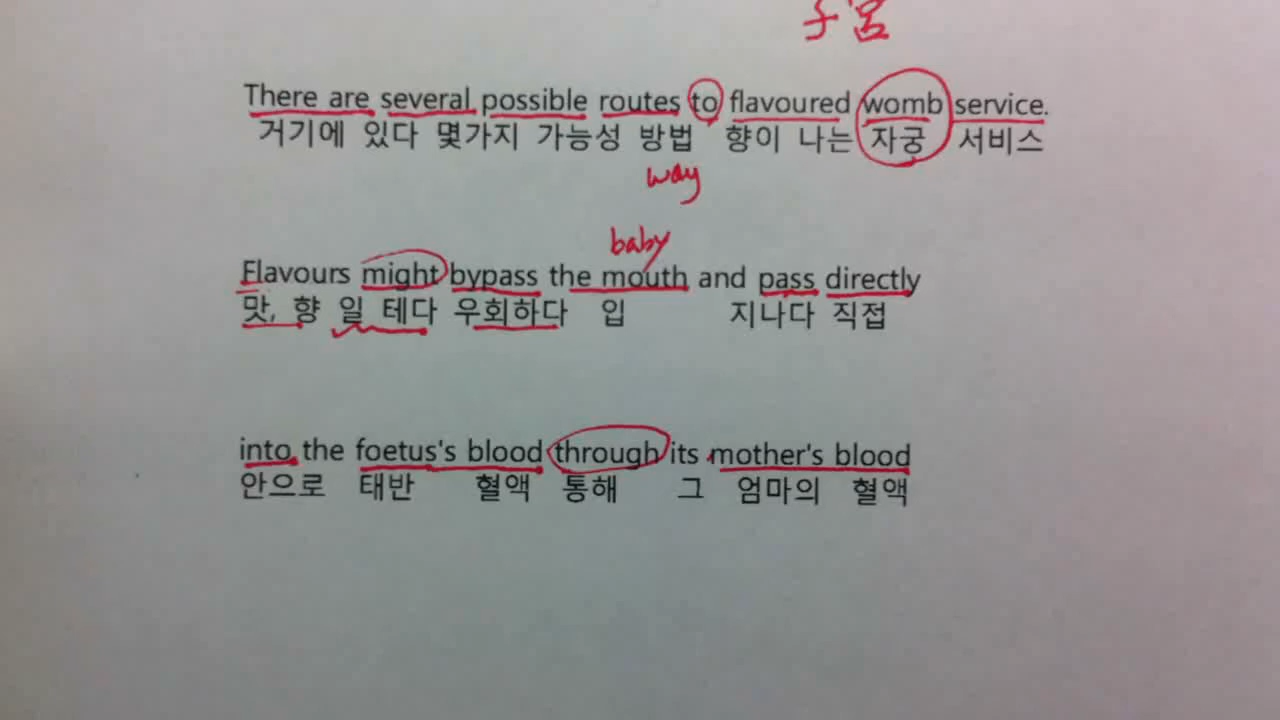 子宮
There are several possible routes to flavoured womb service.
거기에 있다 몇가지 가능성 방법 향이 나는 자궁 서비스
way
baby
Flavours might bypass the mouth and pass directly
맛, 향 일 테다 우회하다 입 지나다 직접
into the foetus's blood through its mother's blood
안으로 태반 혈액 통해 그 엄마의 혈액